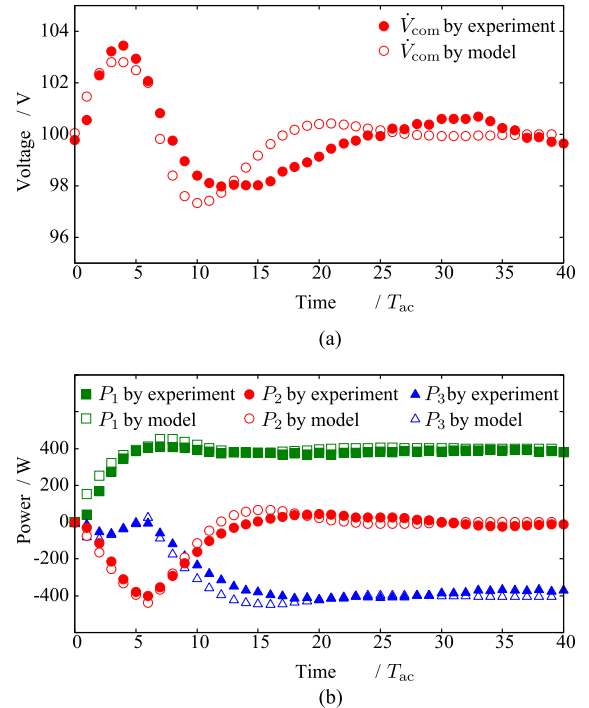 V̇com by experiment
V̇com by model
104
102
100
98
96
Voltage / V
0 5 10 15 20 25 30 35 40
Time / Tac
(a)
P1 by experiment P2 by experiment P3 by experiment
P1 by model P2 by model P3 by model
400
200
0
-200
-400
Power / W
0 5 10 15 20 25 30 35 40
Time / Tac
(b)